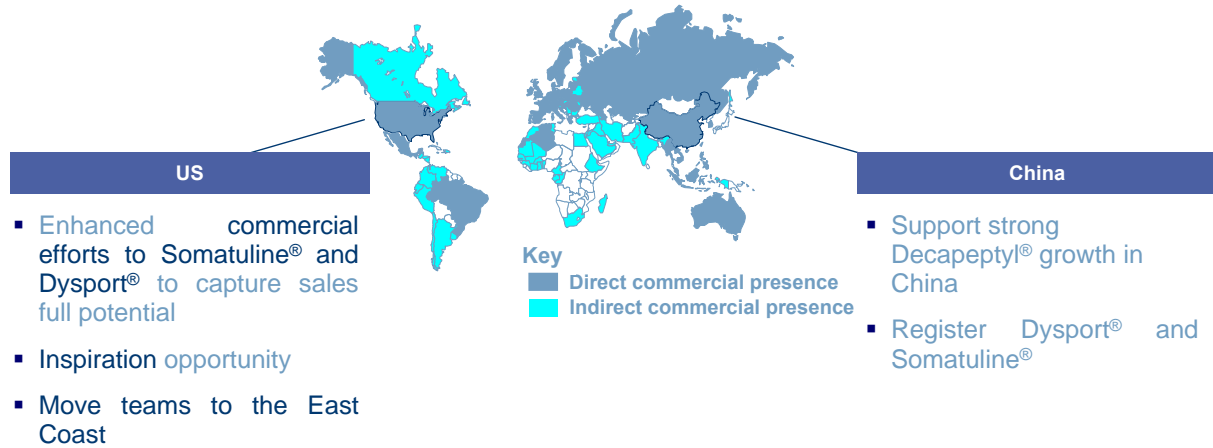 US
▪ Enhanced commercial
efforts to Somatuline® and
Dysport® to capture sales
full potential
▪ Inspiration opportunity
▪ Move teams to the East
Coast
Key
Direct commercial presence
Indirect commercial presence
China
▪ Support strong
Decapeptyl® growth in
China
▪ Register Dysport® and
Somatuline®